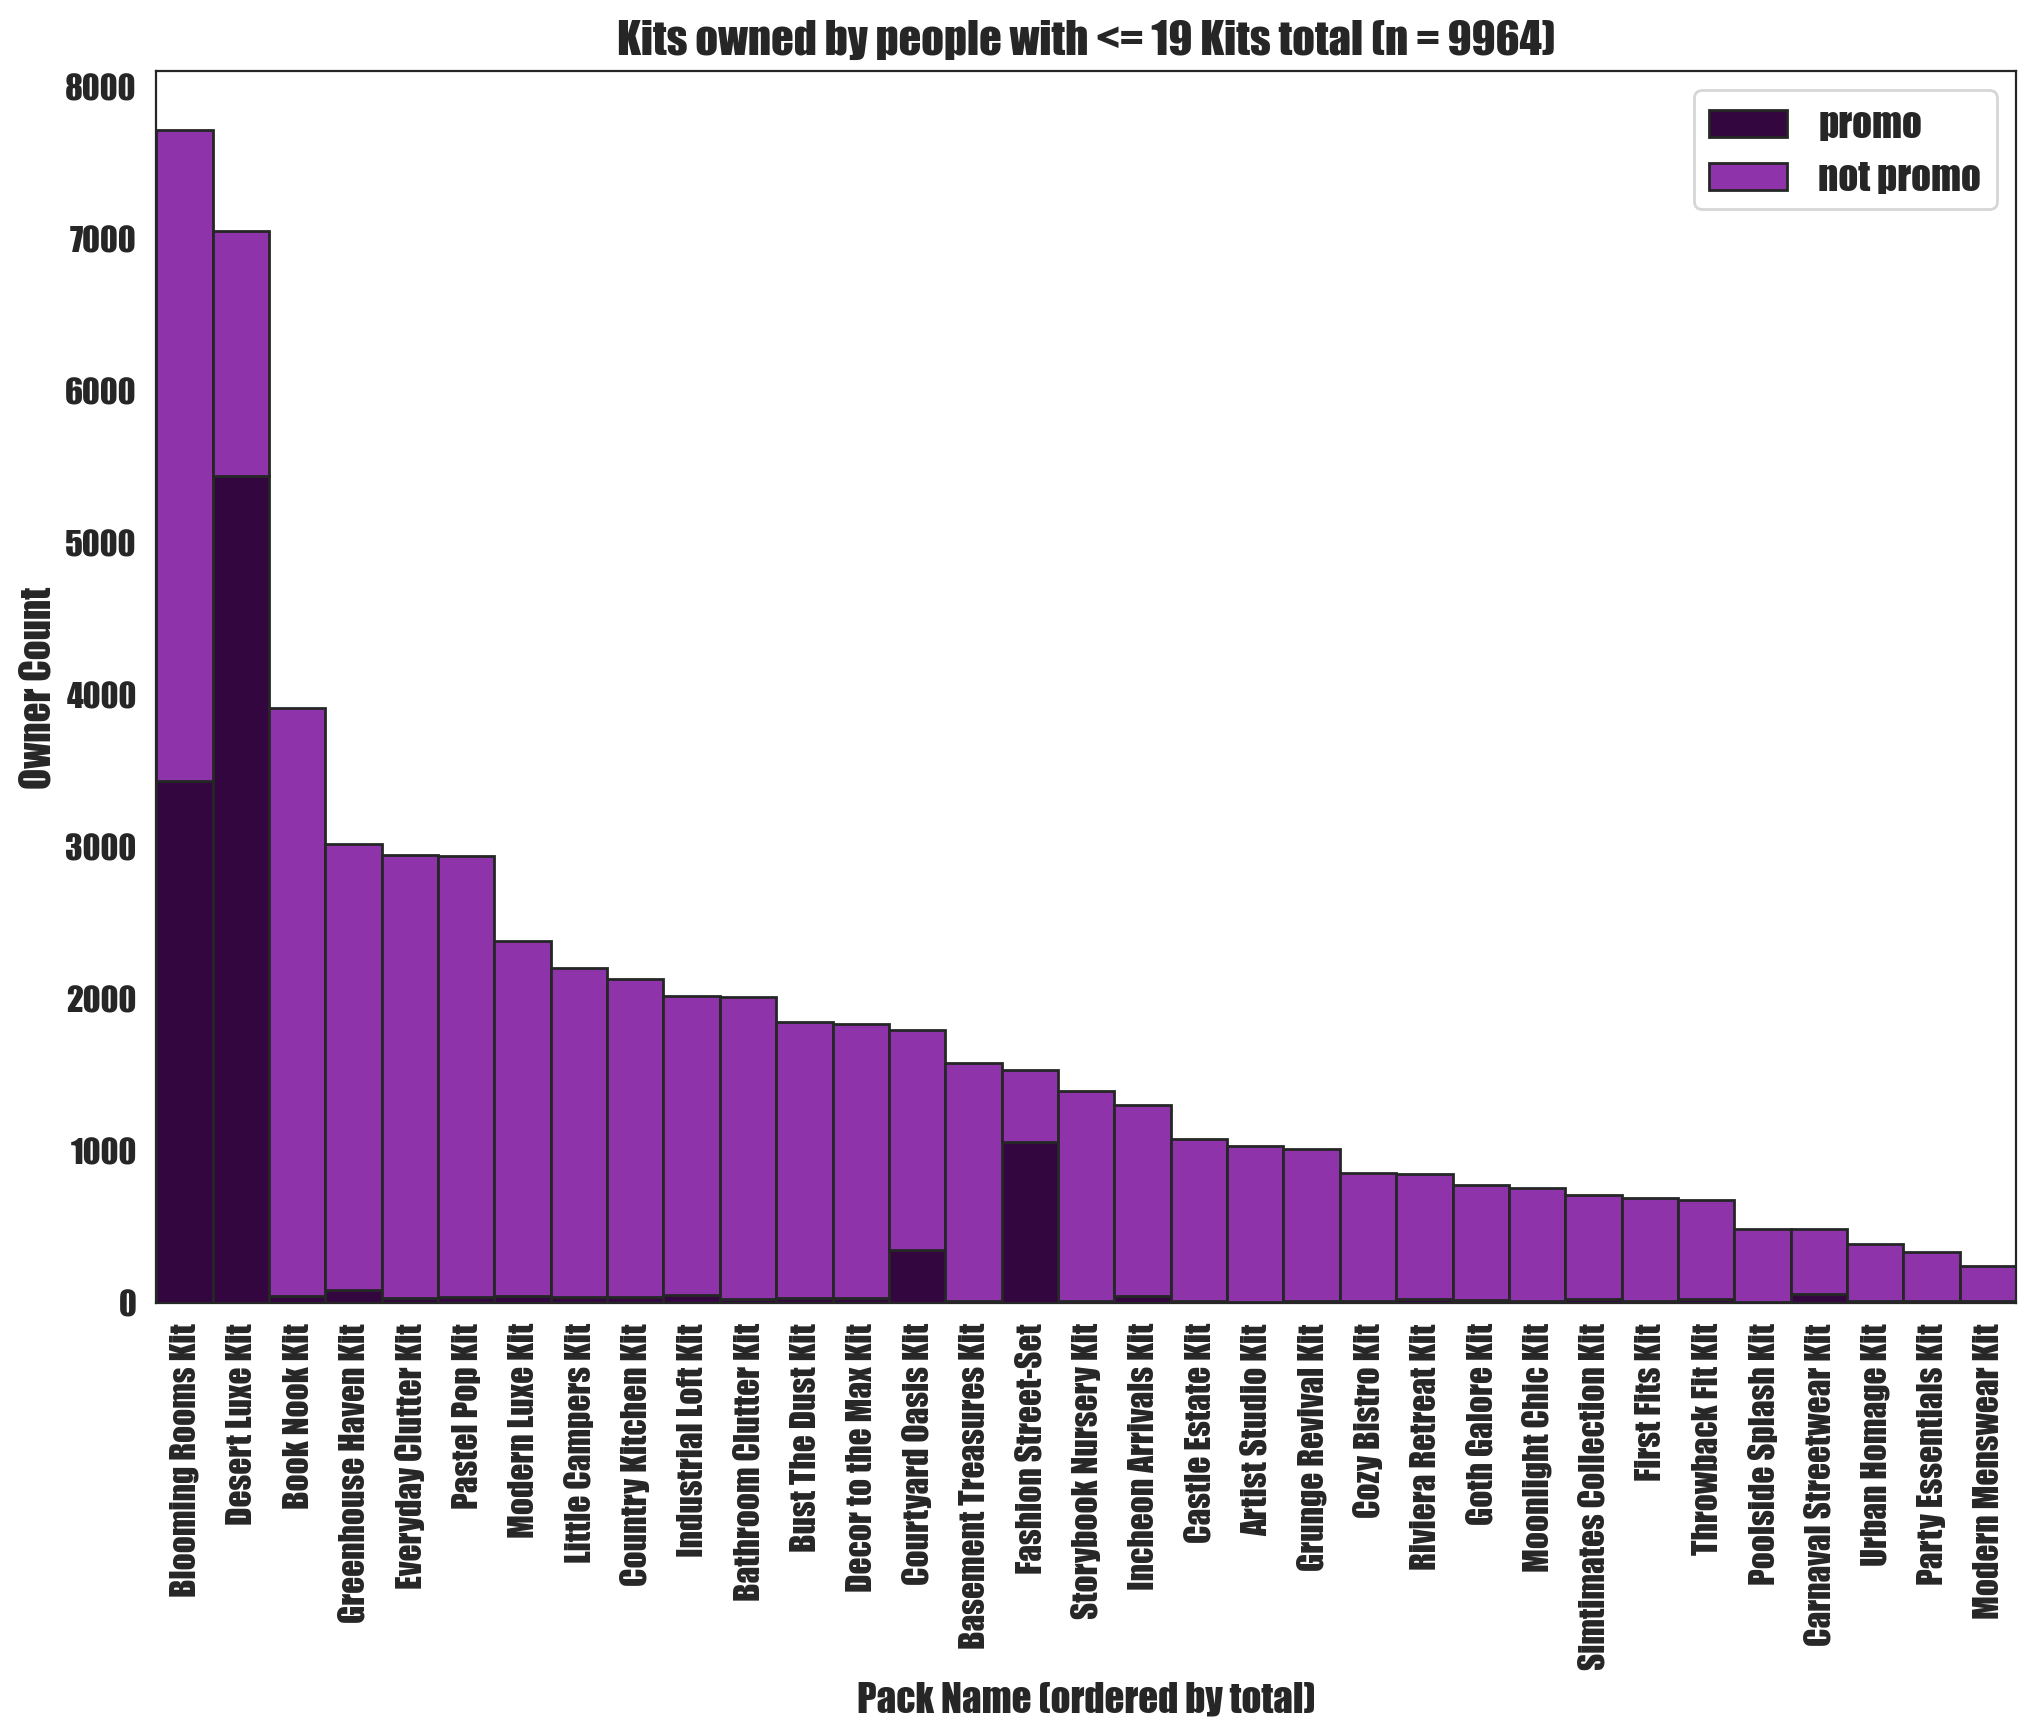 Kits owned by people with <= 19 Kits total (n = 9964)
promo
not promo
Owner Count
8000
7000
6000
5000
4000
3000
2000
1000
0
Blooming Rooms Kit
Desert Luxe Kit
Book Nook Kit
Greenhouse Haven Kit
Everyday Clutter Kit
Pastel Pop Kit
Modern Luxe Kit
Little Campers Kit
Country Kitchen Kit
Industrial Loft Kit
Bathroom Clutter Kit
Bust The Dust Kit
Decor to the Max Kit
Courtyard Oasis Kit
Basement Treasures Kit
Fashion Street-Set
Storybook Nursery Kit
Incheon Arrivals Kit
Castle Estate Kit
Artist Studio Kit
Grunge Revival Kit
Cozy Bistro Kit
Riviera Retreat Kit
Goth Galore Kit
Moonlight Chic Kit
Simtimates Collection Kit
First Fits Kit
Throwback Fit Kit
Poolside Splash Kit
Carnaval Streetwear Kit
Urban Homage Kit
Party Essentials Kit
Modern Menswear Kit
Pack Name (ordered by total)